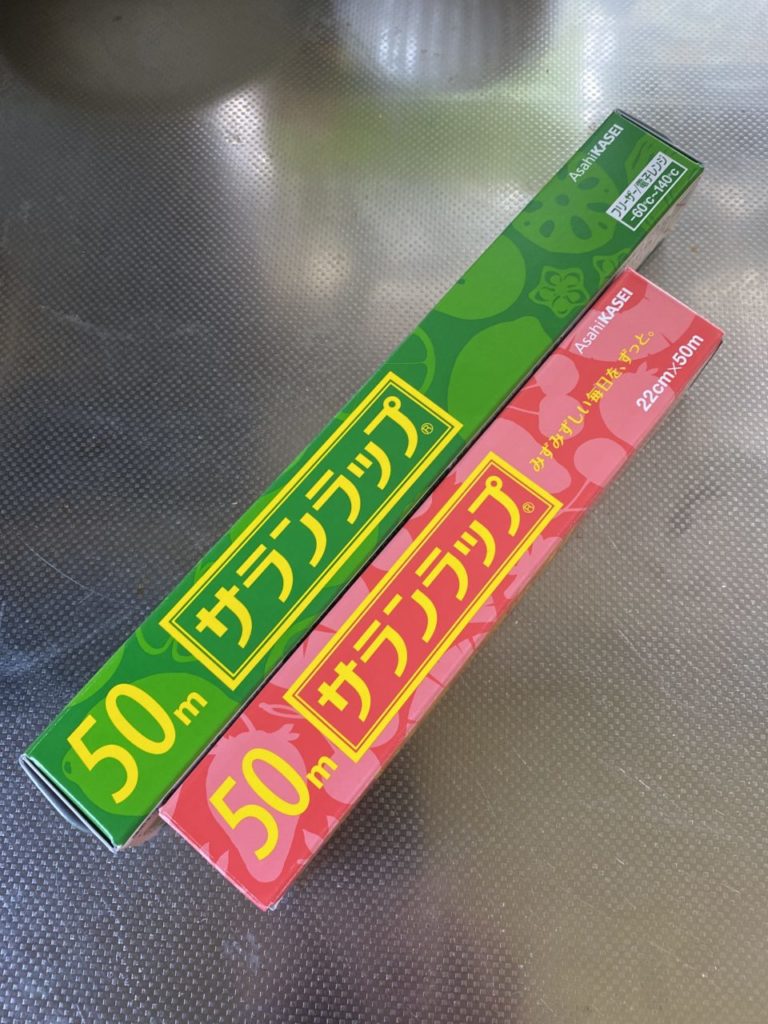 AsahiKASEI
フリーザー/電子レンジ
-60℃~140℃
サランラップ®
50m
AsahiKASEI
みずみずしい毎日を、ずっと。
22cm×50m
サランラップ®
50m